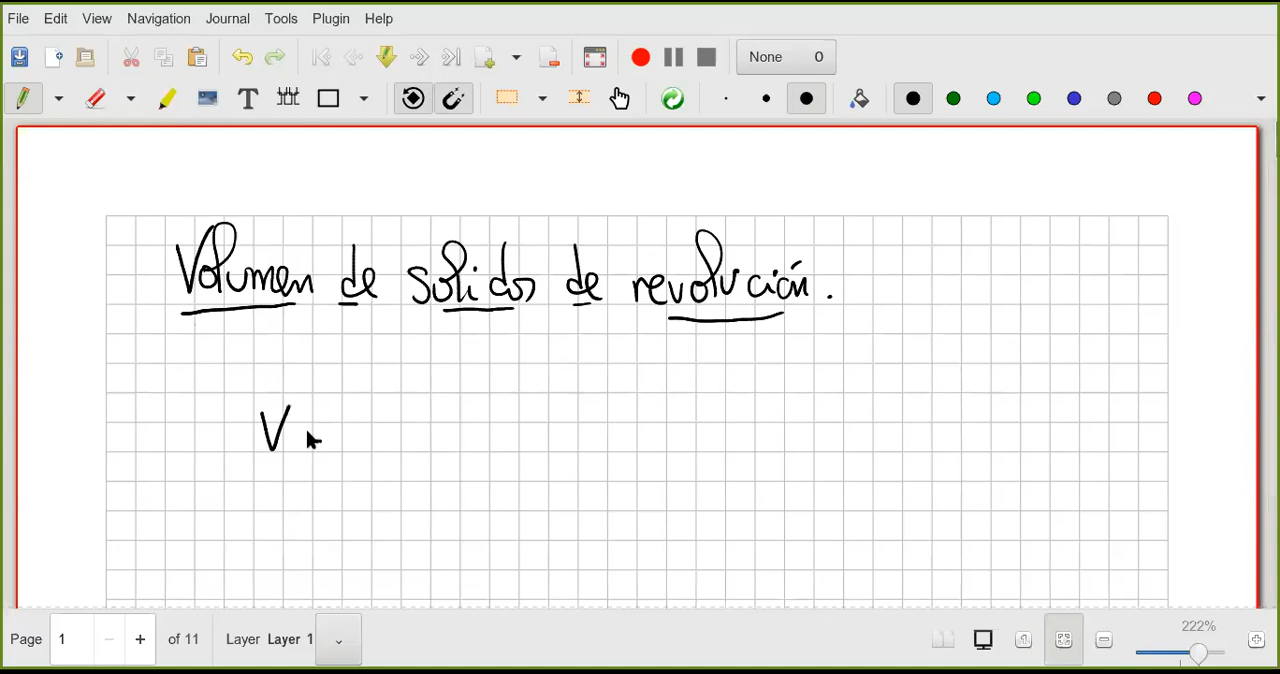 File Edit View Navigation Journal Tools Plugin Help
None 0
T
Volumen de solidos de revolución.
V
Page 1 of 11 Layer Layer 1 222%